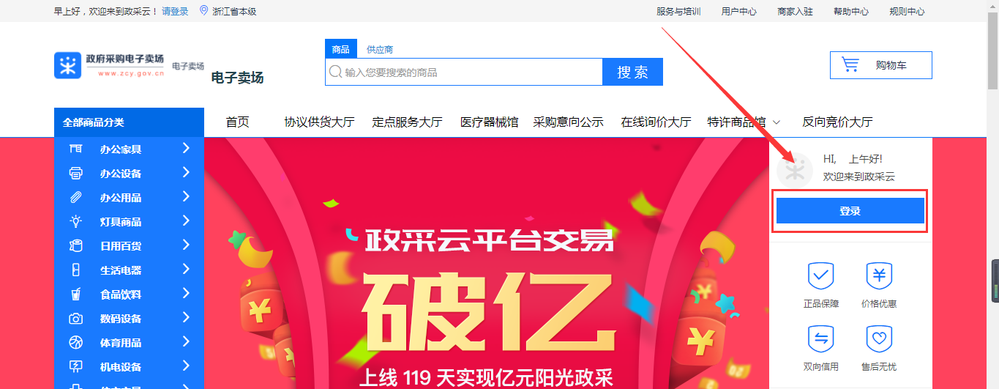 早上好，欢迎来到政采云！ 请登录 浙江省本级
服务与培训 用户中心 商家入驻 帮助中心 规则中心
商品 供应商
政府采购电子卖场
www.zcy.gov.cn
电子卖场
电子卖场
输入您要搜索的商品
搜 索
购物车
全部商品分类
首页 协议供货大厅 定点服务大厅 医疗器械馆 采购意向公示 在线询价大厅 特许商品馆 反向竞价大厅
办公家具
办公设备
办公用品
灯具商品
日用百货
生活电器
食品饮料
数码设备
体育用品
机电设备
政采云平台交易
破亿
上线 119 天实现亿元阳光政采
HI, 上午好!
欢迎来到政采云
登录
正品保障 价格优惠
双向信用 售后无忧